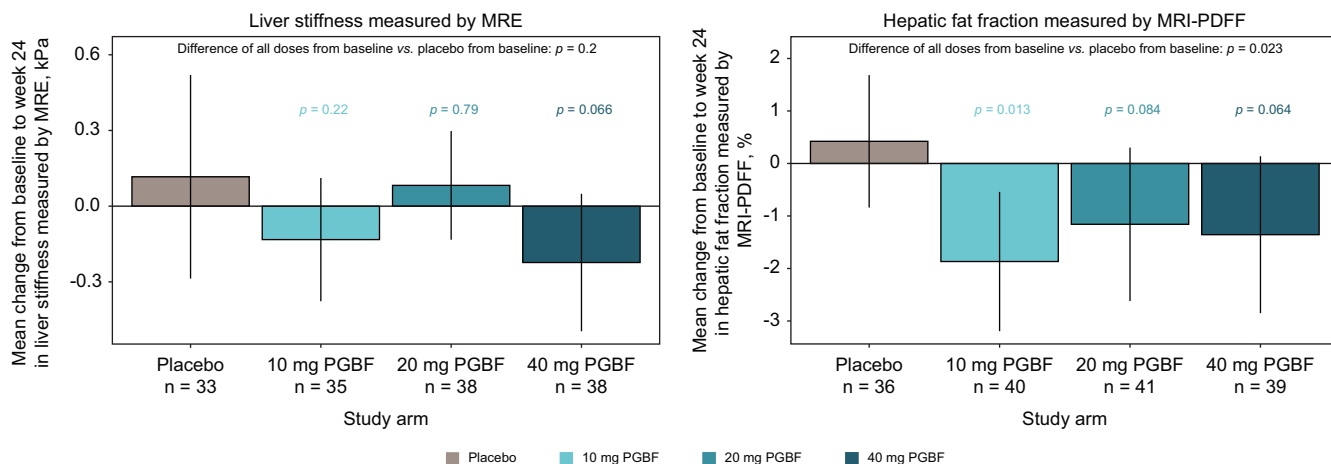 Liver stiffness measured by MRE
Mean change from baseline to week 24
in liver stiffness measured by MRE, kPa
0.6
0.3
0.0
-0.3
Difference of all doses from baseline vs. placebo from baseline: p = 0.2
p = 0.22
p = 0.79
p = 0.066
Placebo
n = 33
10 mg PGBF
n = 35
20 mg PGBF
n = 38
40 mg PGBF
n = 38
Study arm
Hepatic fat fraction measured by MRI-PDFF
Mean change from baseline to week 24
in hepatic fat fraction measured by
MRI-PDFF, %
2
1
0
-1
-2
-3
Difference of all doses from baseline vs. placebo from baseline: p = 0.023
p = 0.013
p = 0.084
p = 0.064
Placebo
n = 36
10 mg PGBF
n = 40
20 mg PGBF
n = 41
40 mg PGBF
n = 39
Study arm
Placebo
10 mg PGBF
20 mg PGBF
40 mg PGBF